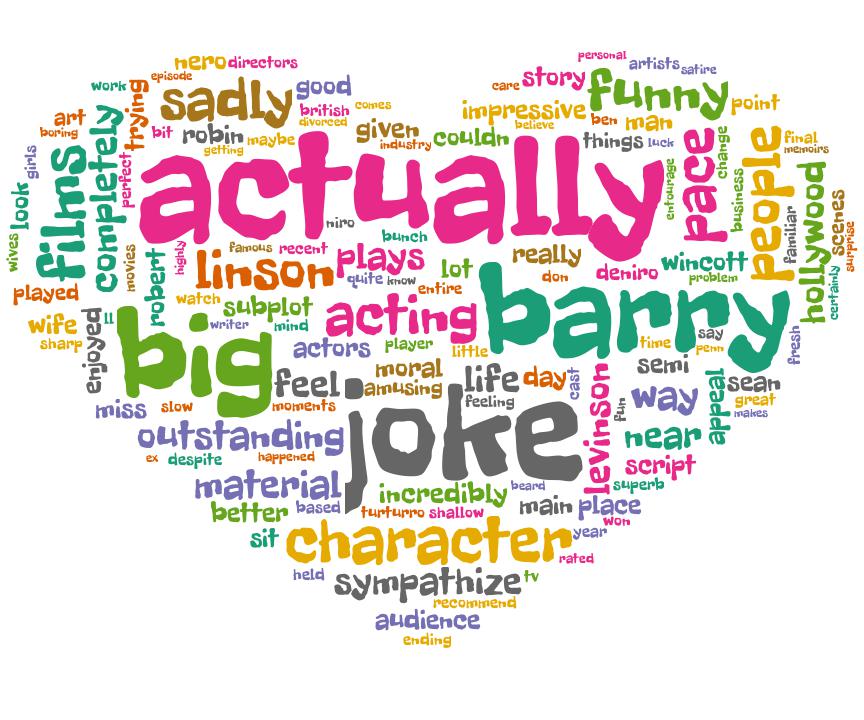 personal
nero directors
artists satire
episode
care story
work
sadly good
funny point
trying
british comes
impressive
art
divorced
believe ben man
boring
bit robin maybe given
industry couldn
things luck
final
getting
memoirs
girls
films
completely
perfect
actually
entourage
pace
change
business
people
familiar
hollywood
scenes
surprise
look
wives
niro
bunch
movies
highly
famous recent
plays
really
quite know
lot
wincott
robert
linson
don
deniro
problem
certainly
played
entire
watch
subplot
barry
wife
ll
big
writer mind
acting
sharp
enjoyed
time say
fresh
actors player
little
penn
moral
semi
feel
amusing
life day
cast
sean
miss slow
moments
feeling
levinson
fun
way
appeal
great
makes
outstanding
joke
near
ex despite happened
script
material
incredibly
beard
superb
better based
main place
turturro shallow
won
sit character
year
rated
held sympathize tv
recommend
audience
ending